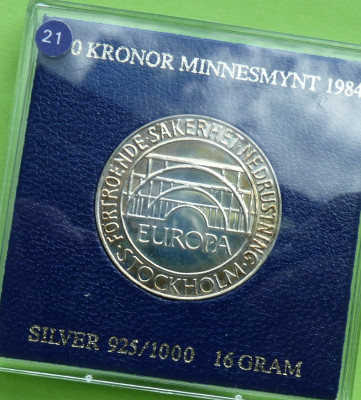 21
0 KRONOR MINNESMYNT 1984
FÖRTROENDE·SÄKERHET·NEDRUSTNING
EUROPA
·STOCKHOLM·
SILVER 925/1000 16 GRAM